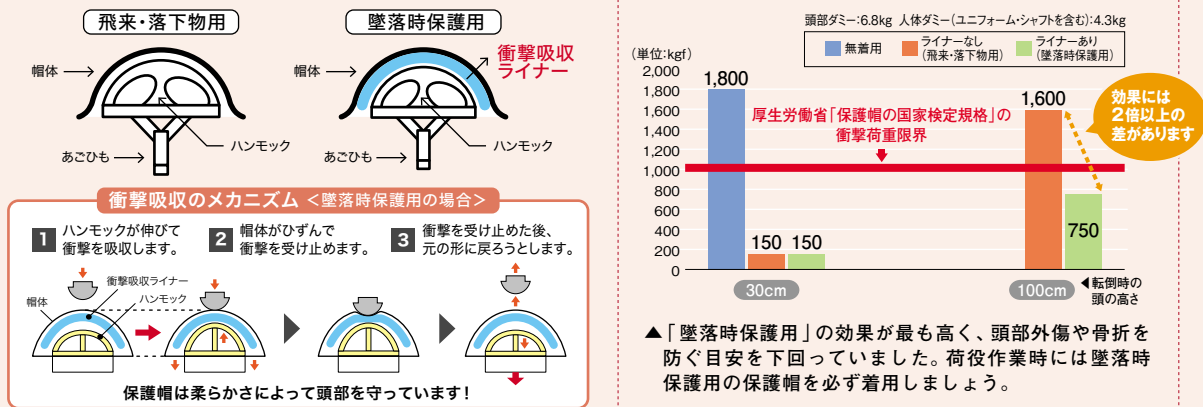 飛来・落下物用
帽体
あごひも
ハンモック
墜落時保護用
衝撃吸収
ライナー
帽体
あごひも
ハンモック
衝撃吸収のメカニズム <墜落時保護用の場合>
1 ハンモックが伸びて
衝撃を吸収します。
2 帽体がひずんで
衝撃を受け止めます。
3 衝撃を受け止めた後、
元の形に戻ろうとします。
衝撃吸収ライナー
ハンモック
帽体
保護帽は柔らかさによって頭部を守っています!
頭部ダミー:6.8kg 人体ダミー(ユニフォーム・シャフトを含む):4.3kg
無着用
ライナーなし
(飛来・落下物用)
ライナーあり
(墜落時保護用)
(単位:kgf)
2,000
1,800
1,600
1,400
1,200
1,000
800
600
400
200
0
1,800
150
150
1,600
750
厚生労働省「保護帽の国家検定規格」の
衝撃荷重限界
効果には
2倍以上の
差があります
30cm
100cm
◀転倒時の
頭の高さ
▲「墜落時保護用」の効果が最も高く、頭部外傷や骨折を
防ぐ目安を下回っていました。荷役作業時には墜落時
保護用の保護帽を必ず着用しましょう。